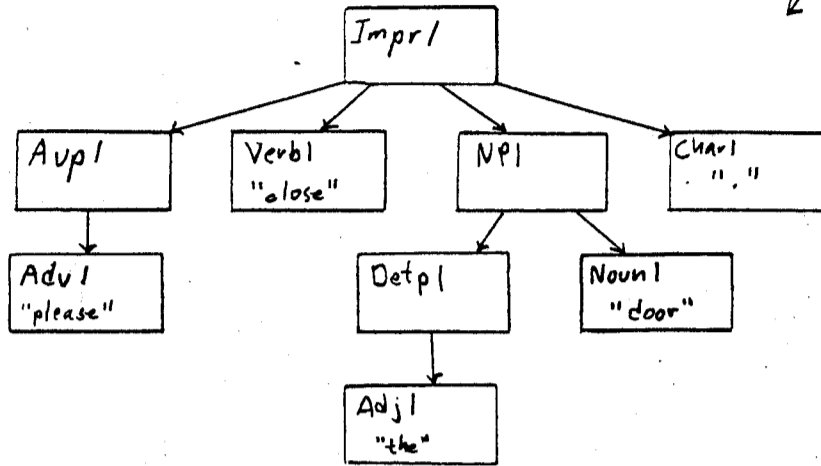 Impr1
Avp1
Verb1
"close"
NP1
Char1
"."
Adv1
"please"
Detp1
Noun1
"door"
Adj1
"the"